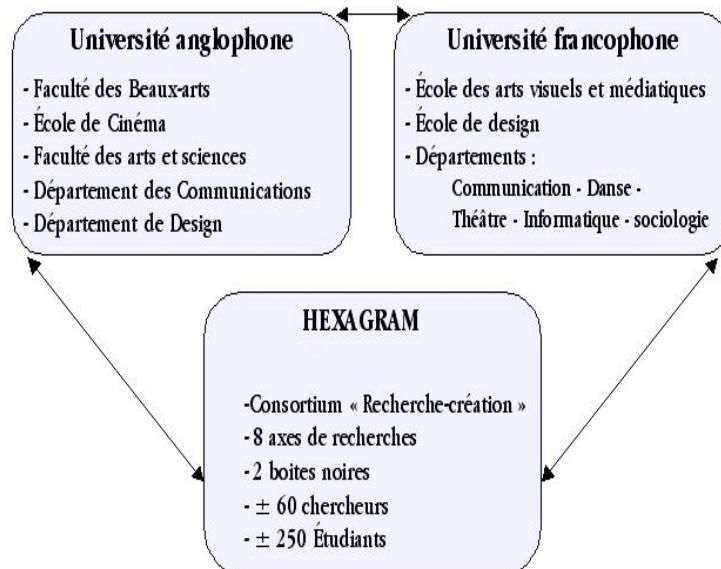 Université anglophone
- Faculté des Beaux-arts
- École de Cinéma
- Faculté des arts et sciences
- Département des Communications
- Département de Design
Université francophone
- École des arts visuels et médiatiques
- École de design
- Départements :
Communication - Danse -
Théâtre - Informatique - sociologie
HEXAGRAM
-Consortium « Recherche-création »
-8 axes de recherches
-2 boites noires
- ± 60 chercheurs
- ± 250 Étudiants